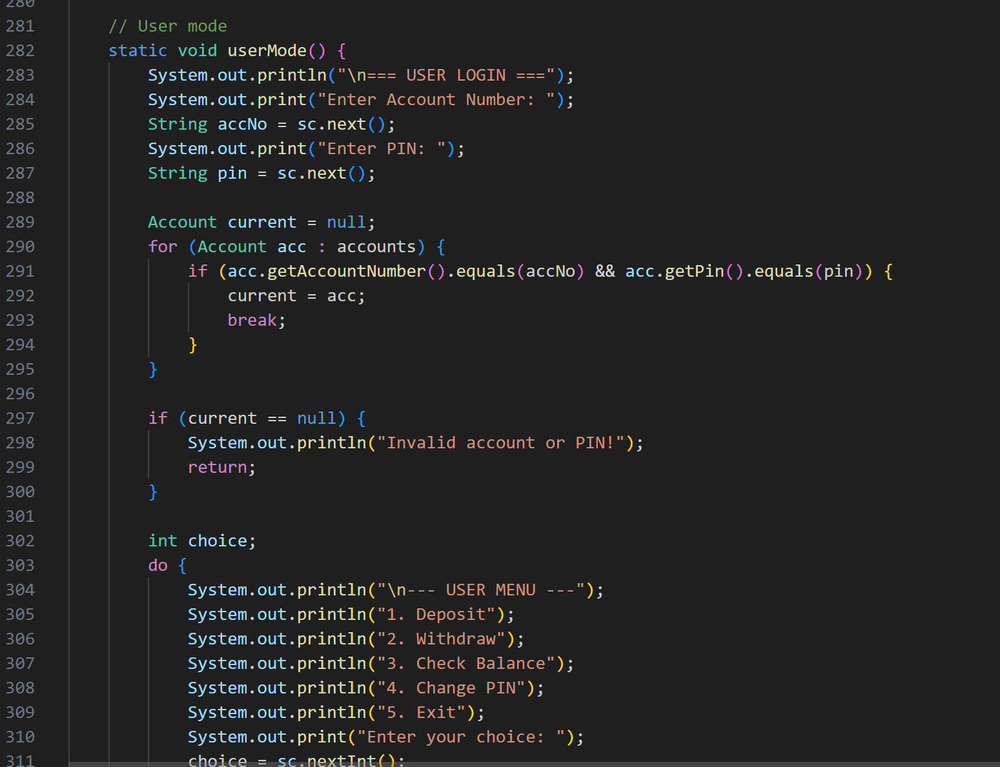 280
281 // User mode
282 static void userMode() {
283 System.out.println("\n=== USER LOGIN ===");
284 System.out.print("Enter Account Number: ");
285 String accNo = sc.next();
286 System.out.print("Enter PIN: ");
287 String pin = sc.next();
288
289 Account current = null;
290 for (Account acc : accounts) {
291 if (acc.getAccountNumber().equals(accNo) && acc.getPin().equals(pin)) {
292 current = acc;
293 break;
294 }
295 }
296
297 if (current == null) {
298 System.out.println("Invalid account or PIN!");
299 return;
300 }
301
302 int choice;
303 do {
304 System.out.println("\n--- USER MENU ---");
305 System.out.println("1. Deposit");
306 System.out.println("2. Withdraw");
307 System.out.println("3. Check Balance");
308 System.out.println("4. Change PIN");
309 System.out.println("5. Exit");
310 System.out.print("Enter your choice: ");
311 choice = sc.nextInt();